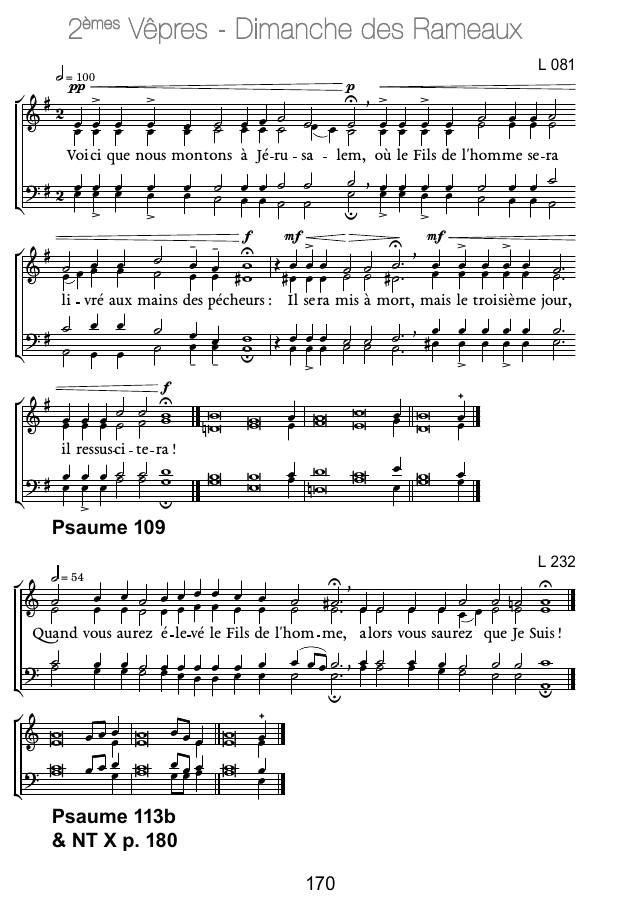 2èmes Vêpres - Dimanche des Rameaux
L 081
= 100
pp p
Voici que nous montons à Jé-ru-sa-lem, où le Fils de l'homme se-ra
f mf mf
li-vré aux mains des pécheurs: Il sera mis à mort, mais le troisième jour,
f
il ressus-ci-te-ra !
Psaume 109
L 232
= 54
Quand vous aurez é-le-vé le Fils de l'hom-me, alors vous saurez que Je Suis !
Psaume 113b
& NT X p. 180
170